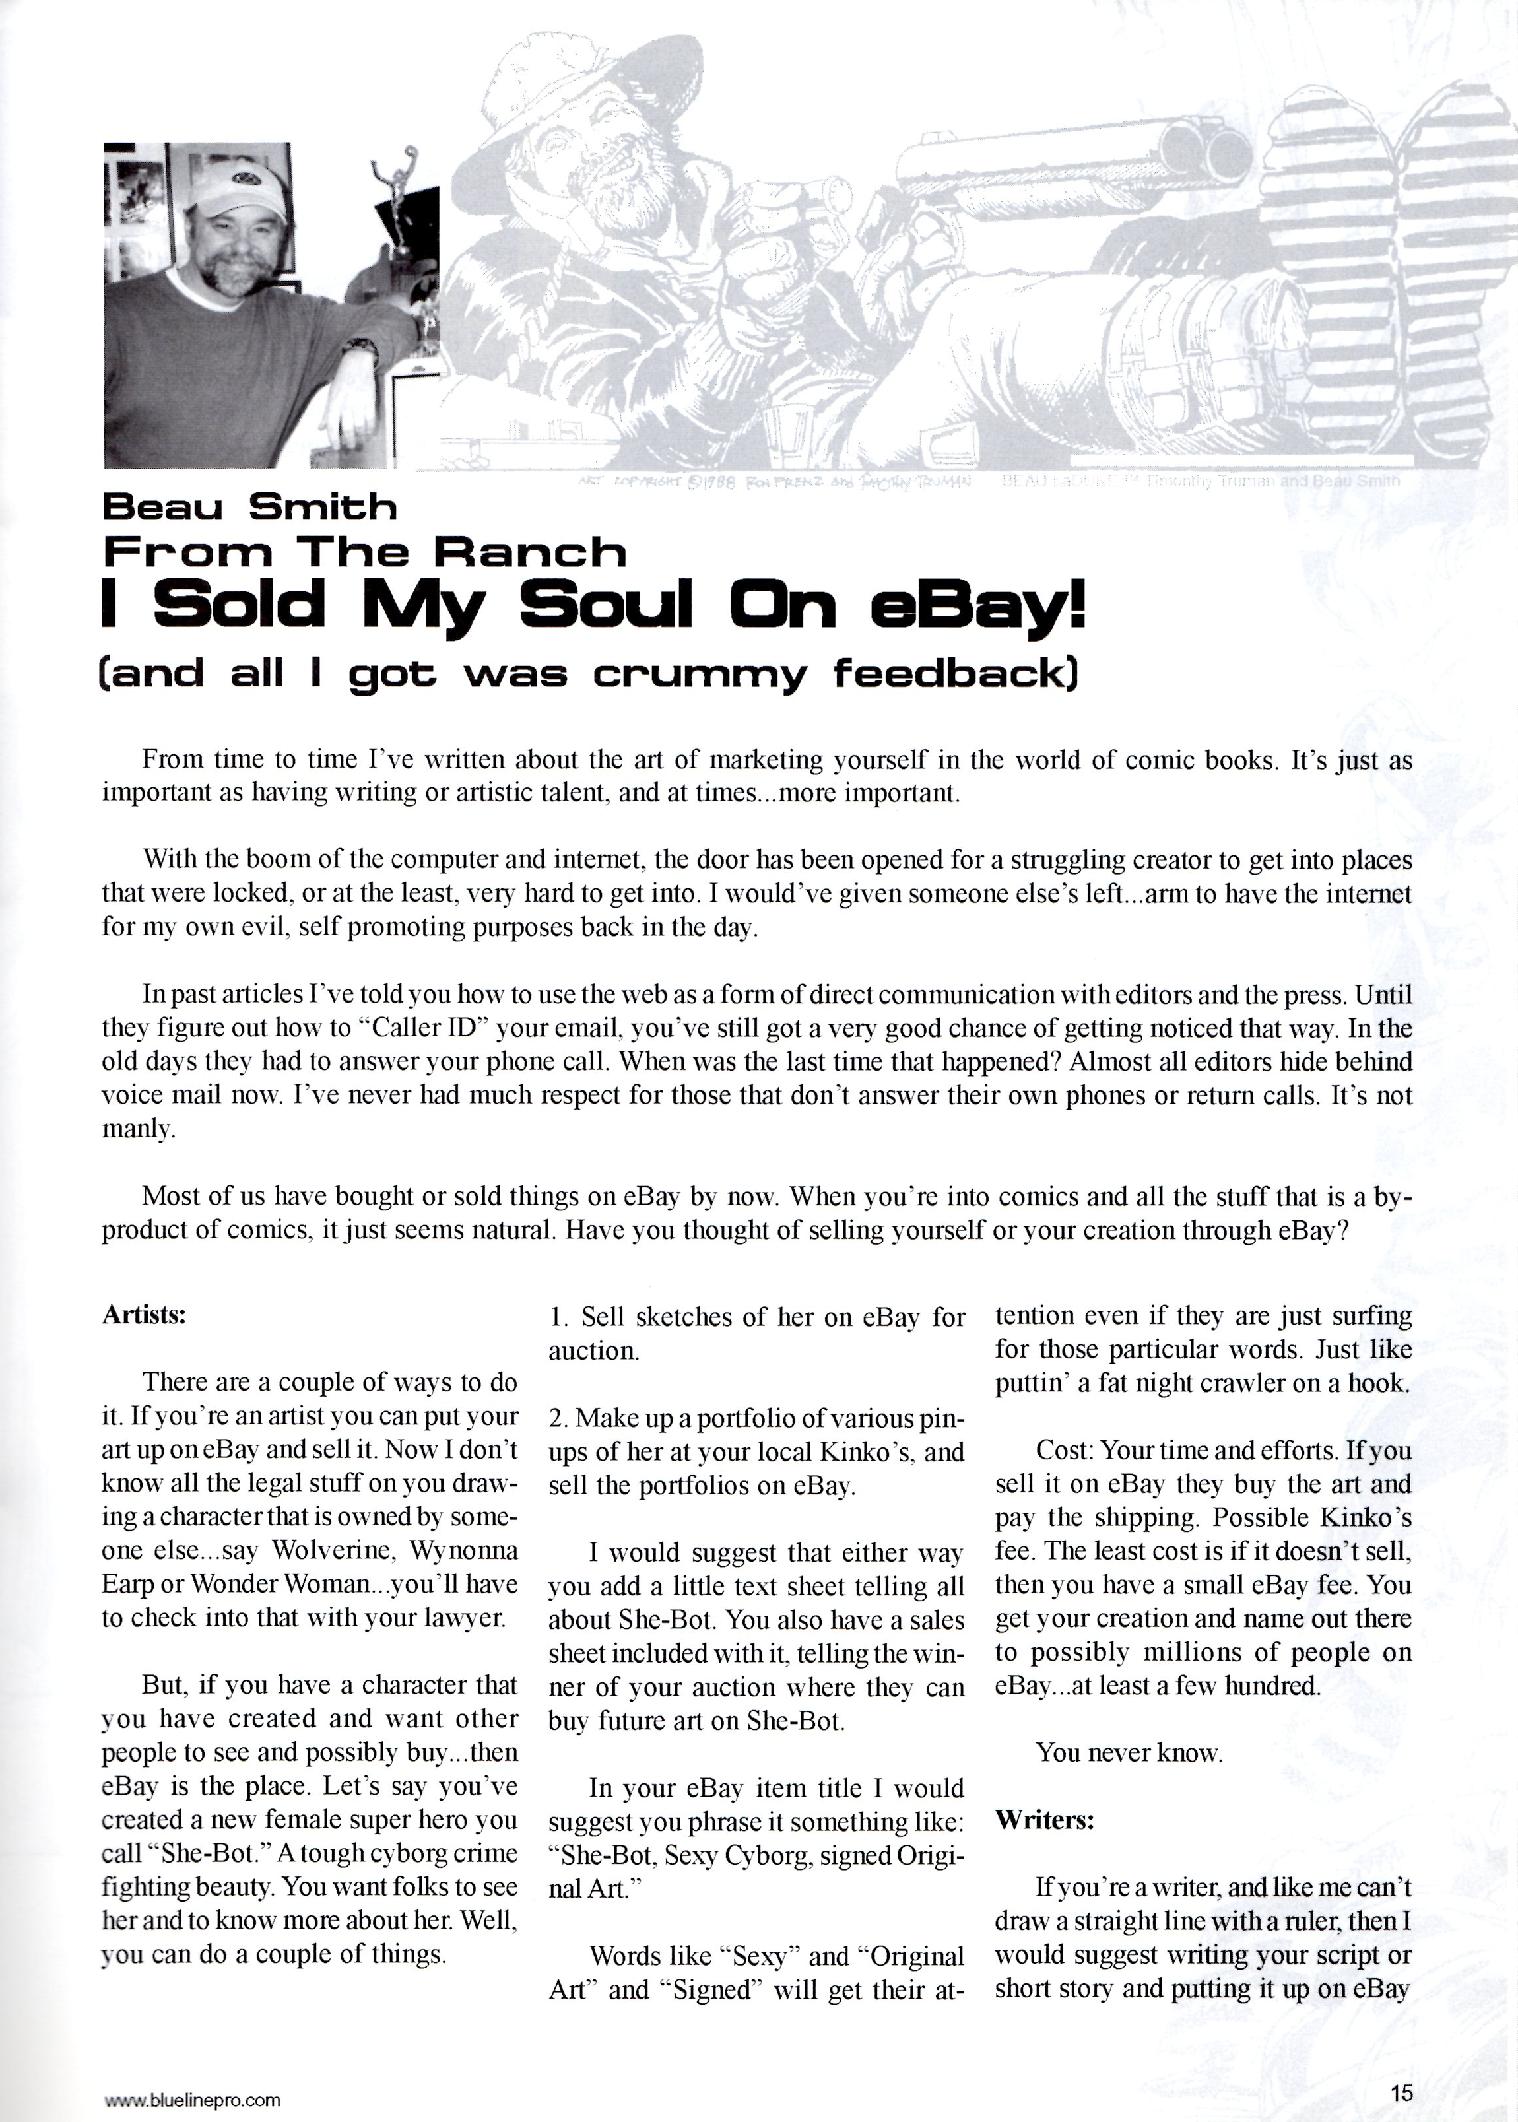 ART COPYRIGHT ©1988 RON FRENZ AND TIMOTHY TRUMAN
BEAU LaDUKE TM Timonthy Truman and Beau Smith
Beau Smith
From The Ranch
I Sold My Soul On eBay!
(and all I got was crummy feedback)
From time to time I've written about the art of marketing yourself in the world of comic books. It's just as
important as having writing or artistic talent, and at times...more important.
With the boom of the computer and internet, the door has been opened for a struggling creator to get into places
that were locked, or at the least, very hard to get into. I would've given someone else's left...arm to have the internet
for my own evil, self promoting purposes back in the day.
In past articles I've told you how to use the web as a form of direct communication with editors and the press. Until
they figure out how to “Caller ID” your email, you've still got a very good chance of getting noticed that way. In the
old days they had to answer your phone call. When was the last time that happened? Almost all editors hide behind
voice mail now. I've never had much respect for those that don't answer their own phones or return calls. It's not
manly.
Most of us have bought or sold things on eBay by now. When you're into comics and all the stuff that is a by-
product of comics, it just seems natural. Have you thought of selling yourself or your creation through eBay?
Artists:
There are a couple of ways to do
it. If you're an artist you can put your
art up on eBay and sell it. Now I don't
know all the legal stuff on you draw-
ing a character that is owned by some-
one else...say Wolverine, Wynonna
Earp or Wonder Woman...you'll have
to check into that with your lawyer.
But, if you have a character that
you have created and want other
people to see and possibly buy...then
eBay is the place. Let's say you've
created a new female super hero you
call “She-Bot.” A tough cyborg crime
fighting beauty. You want folks to see
her and to know more about her. Well,
you can do a couple of things.
1. Sell sketches of her on eBay for
auction.
2. Make up a portfolio of various pin-
ups of her at your local Kinko's, and
sell the portfolios on eBay.
I would suggest that either way
you add a little text sheet telling all
about She-Bot. You also have a sales
sheet included with it, telling the win-
ner of your auction where they can
buy future art on She-Bot.
In your eBay item title I would
suggest you phrase it something like:
“She-Bot, Sexy Cyborg, signed Origi-
nal Art.”
Words like “Sexy” and “Original
Art” and “Signed” will get their at-
tention even if they are just surfing
for those particular words. Just like
puttin' a fat night crawler on a hook.
Cost: Your time and efforts. If you
sell it on eBay they buy the art and
pay the shipping. Possible Kinko's
fee. The least cost is if it doesn't sell,
then you have a small eBay fee. You
get your creation and name out there
to possibly millions of people on
eBay...at least a few hundred.
You never know.
Writers:
If you're a writer, and like me can't
draw a straight line with a ruler, then I
would suggest writing your script or
short story and putting it up on eBay
www.bluelinepro.com
15